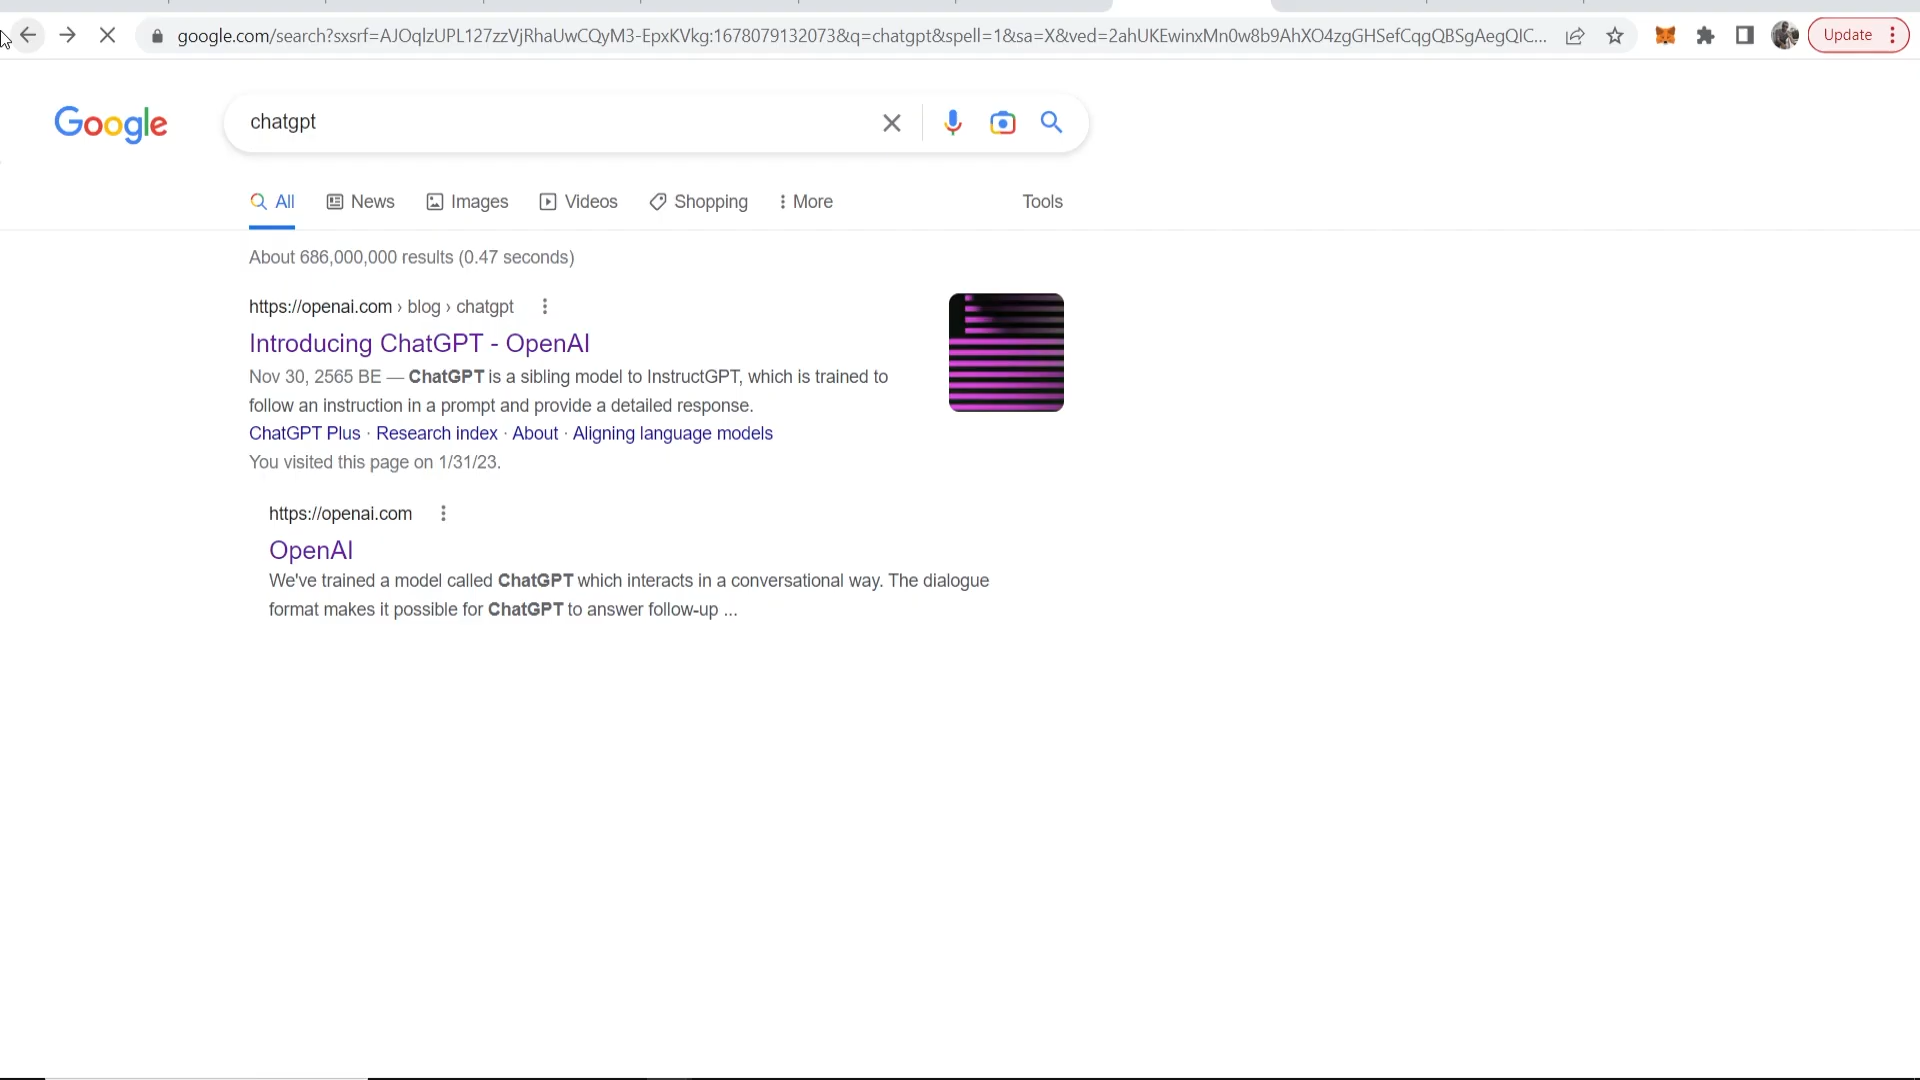 google.com/search?sxsrf=AJOqlzUPL127zzVjRhaUwCQyM3-EpxKVkg:1678079132073&q=chatgpt&spell=1&sa=X&ved=2ahUKEwinxMn0w8b9AhXO4zgGHSefCqgQBSgAegQIC...
Update
Google
chatgpt
All News Images Videos Shopping More Tools
About 686,000,000 results (0.47 seconds)
https://openai.com › blog › chatgpt
Introducing ChatGPT - OpenAI
Nov 30, 2565 BE — ChatGPT is a sibling model to InstructGPT, which is trained to
follow an instruction in a prompt and provide a detailed response.
ChatGPT Plus · Research index · About · Aligning language models
You visited this page on 1/31/23.
https://openai.com
OpenAI
We've trained a model called ChatGPT which interacts in a conversational way. The dialogue
format makes it possible for ChatGPT to answer follow-up ...